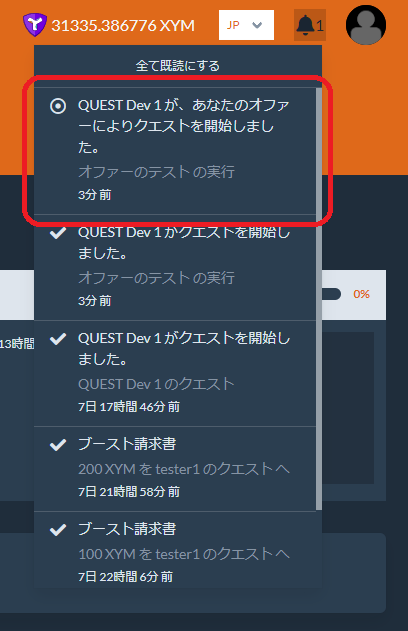 31335.386776 XYM
JP
1
全て既読にする
QUEST Dev 1 が、あなたのオファ
ーによりクエストを開始しまし
た。
オファーのテスト の実行
3分 前
QUEST Dev 1 がクエストを開始し
ました。
オファーのテスト の実行
3分 前
0%
13時間
QUEST Dev 1 がクエストを開始し
ました。
QUEST Dev 1 のクエスト
7日 17時間 46分 前
ブースト請求書
200 XYM を tester1 のクエスト へ
7日 21時間 58分 前
ブースト請求書
100 XYM を tester1 のクエスト へ
7日 22時間 6分 前